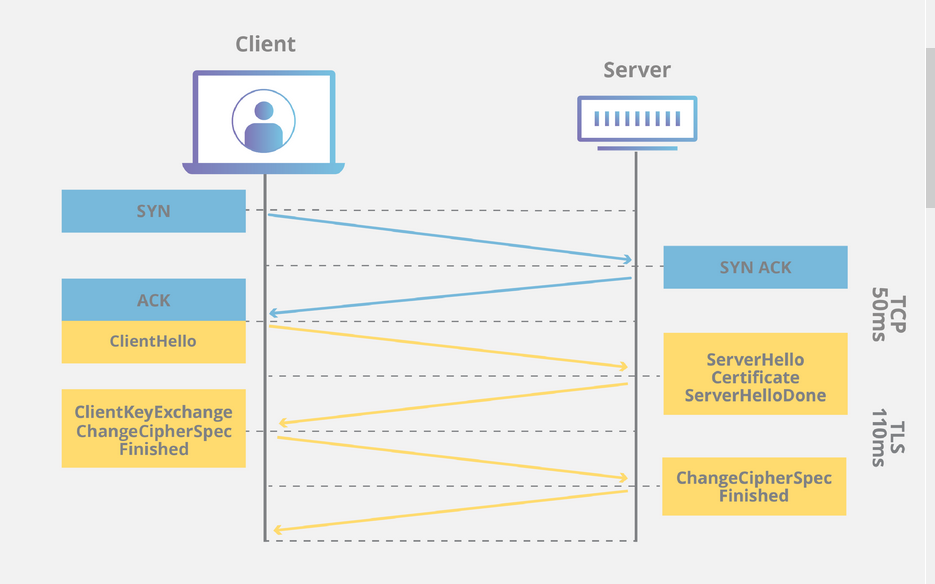 Client
Server
SYN
SYN ACK
ACK
ClientHello
TCP
50ms
ServerHello
Certificate
ServerHelloDone
ClientKeyExchange
ChangeCipherSpec
Finished
TLS
110ms
ChangeCipherSpec
Finished